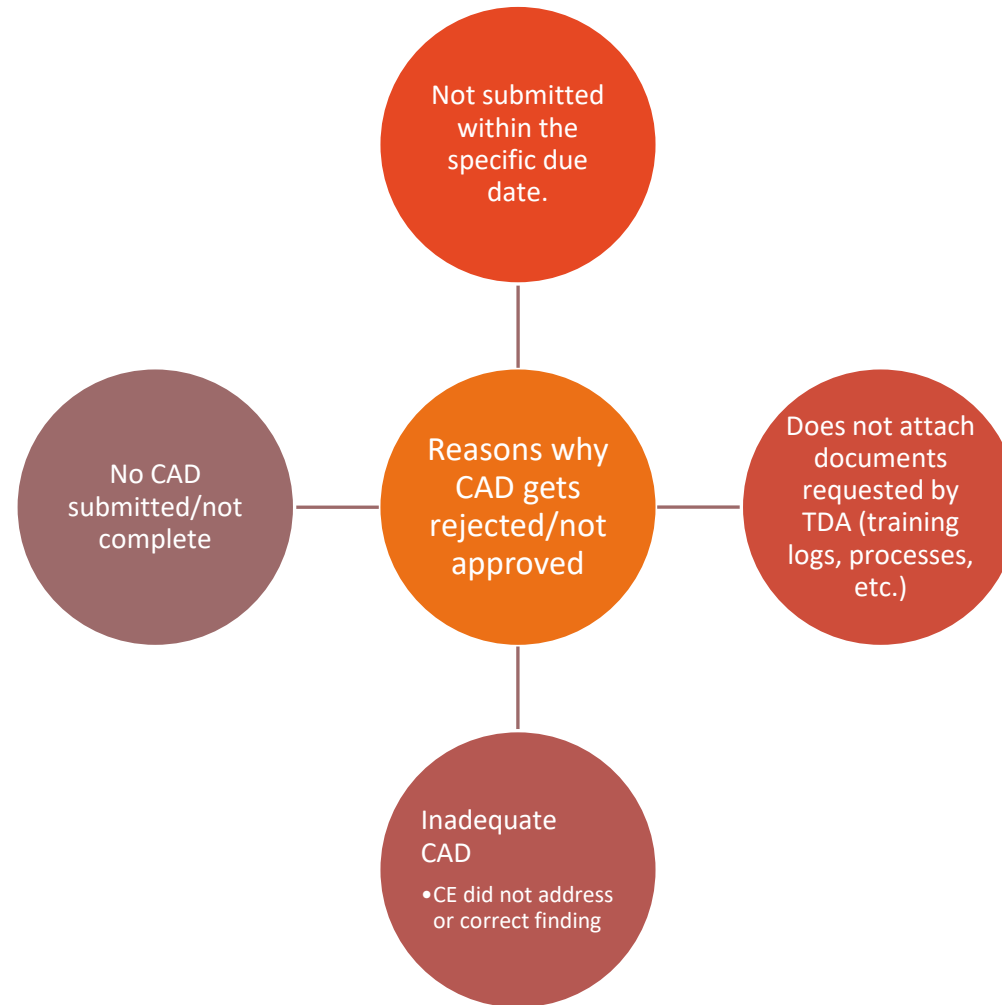 Not submitted
within the
specific due
date.
No CAD
submitted/not
complete
Reasons why
CAD gets
rejected/not
approved
Does not attach
documents
requested by
TDA (training
logs, processes,
etc.)
Inadequate
CAD
•CE did not address
or correct finding